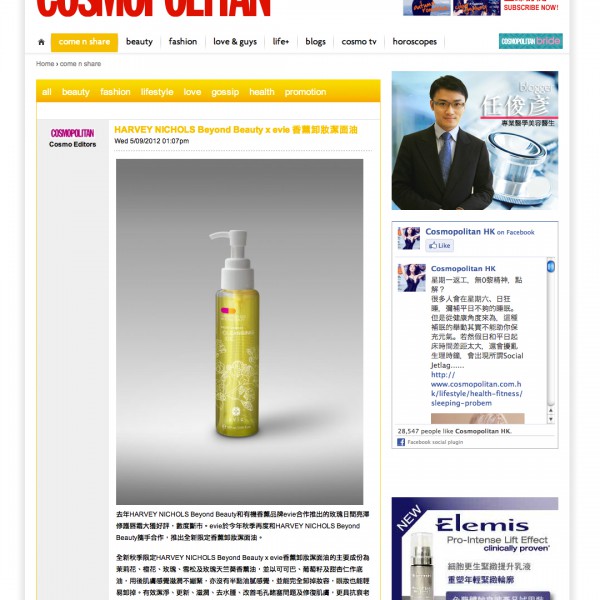 COSMOPOLITAN
SUBSCRIBE NOW!
come n share
beauty
fashion
love & guys
life+
blogs
cosmo tv
horoscopes
COSMOPOLITAN bride
Home › come n share
all beauty fashion lifestyle love gossip health promotion
COSMOPOLITAN
Cosmo Editors
HARVEY NICHOLS Beyond Beauty x evie 香薰卸妝潔面油
Wed 5/09/2012 01:07pm
去年HARVEY NICHOLS Beyond Beauty和有機香薰品牌evie合作推出的玫瑰日間亮澤
修護唇霜大獲好評，數度斷市。evie於今年秋季再度和HARVEY NICHOLS Beyond
Beauty攜手合作，推出全新限定香薰卸妝潔面油。
全新秋季限定HARVEY NICHOLS Beyond Beauty x evie香薰卸妝潔面油的主要成份為
茉莉花、橙花、玫瑰、雪松及玫瑰天竺葵香薰油，並以可可巴、葡萄籽及甜杏仁作底
油，用後肌膚感覺滋潤不繃緊，亦沒有半點油膩感覺，並能完全卸掉妝容，眼妝也能輕
易卸掉。有效潔淨、更新、滋潤、去水腫、改善毛孔閉塞問題及修復肌膚，更具抗衰老
blogger
任俊彥
專業醫學美容醫生
Cosmopolitan HK on Facebook
Like
Cosmopolitan HK
星期一返工，無0黎精神，點
解？
很多人會在星期六、日狂
睡，彌補平日不夠的睡眠。
但是從健康角度來為，這種
補眠的舉動其實不能助你保
充元氣。若然假日和平日起
床時間差距太大，還會擾亂
生理時鐘，會出現所謂Social
Jetlag......
http://
www.cosmopolitan.com.h
k/lifestyle/health-fitness/
sleeping-probem
28,547 people like Cosmopolitan HK.
Facebook social plugin
NEW
Elemis
Pro-Intense Lift Effect
clinically proven*
細胞更生緊緻提升乳液
重塑年輕緊緻輪廓